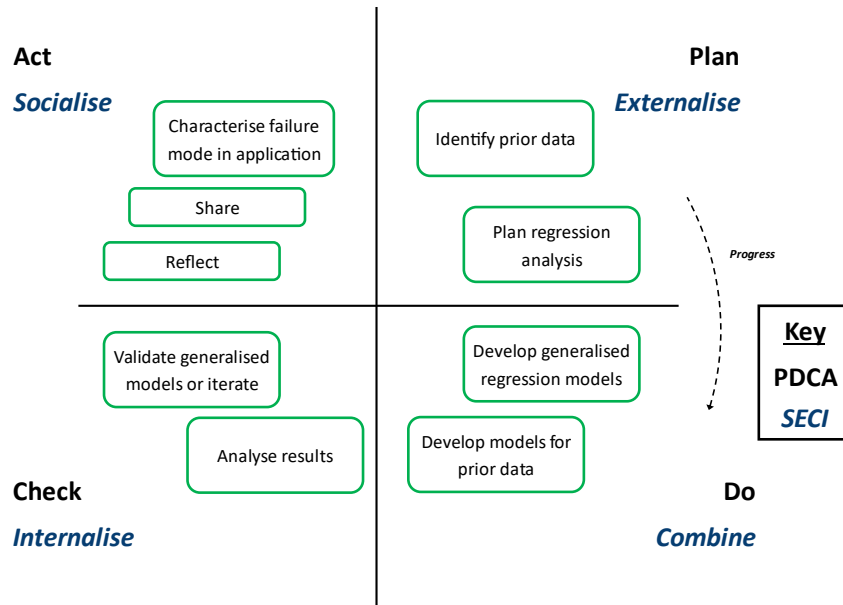 Act
Socialise
Characterise failure
mode in application
Share
Reflect
Plan
Externalise
Identify prior data
Plan regression
analysis
Progress
Key
PDCA
SECI
Validate generalised
models or iterate
Analyse results
Check
Internalise
Develop generalised
regression models
Develop models for
prior data
Do
Combine